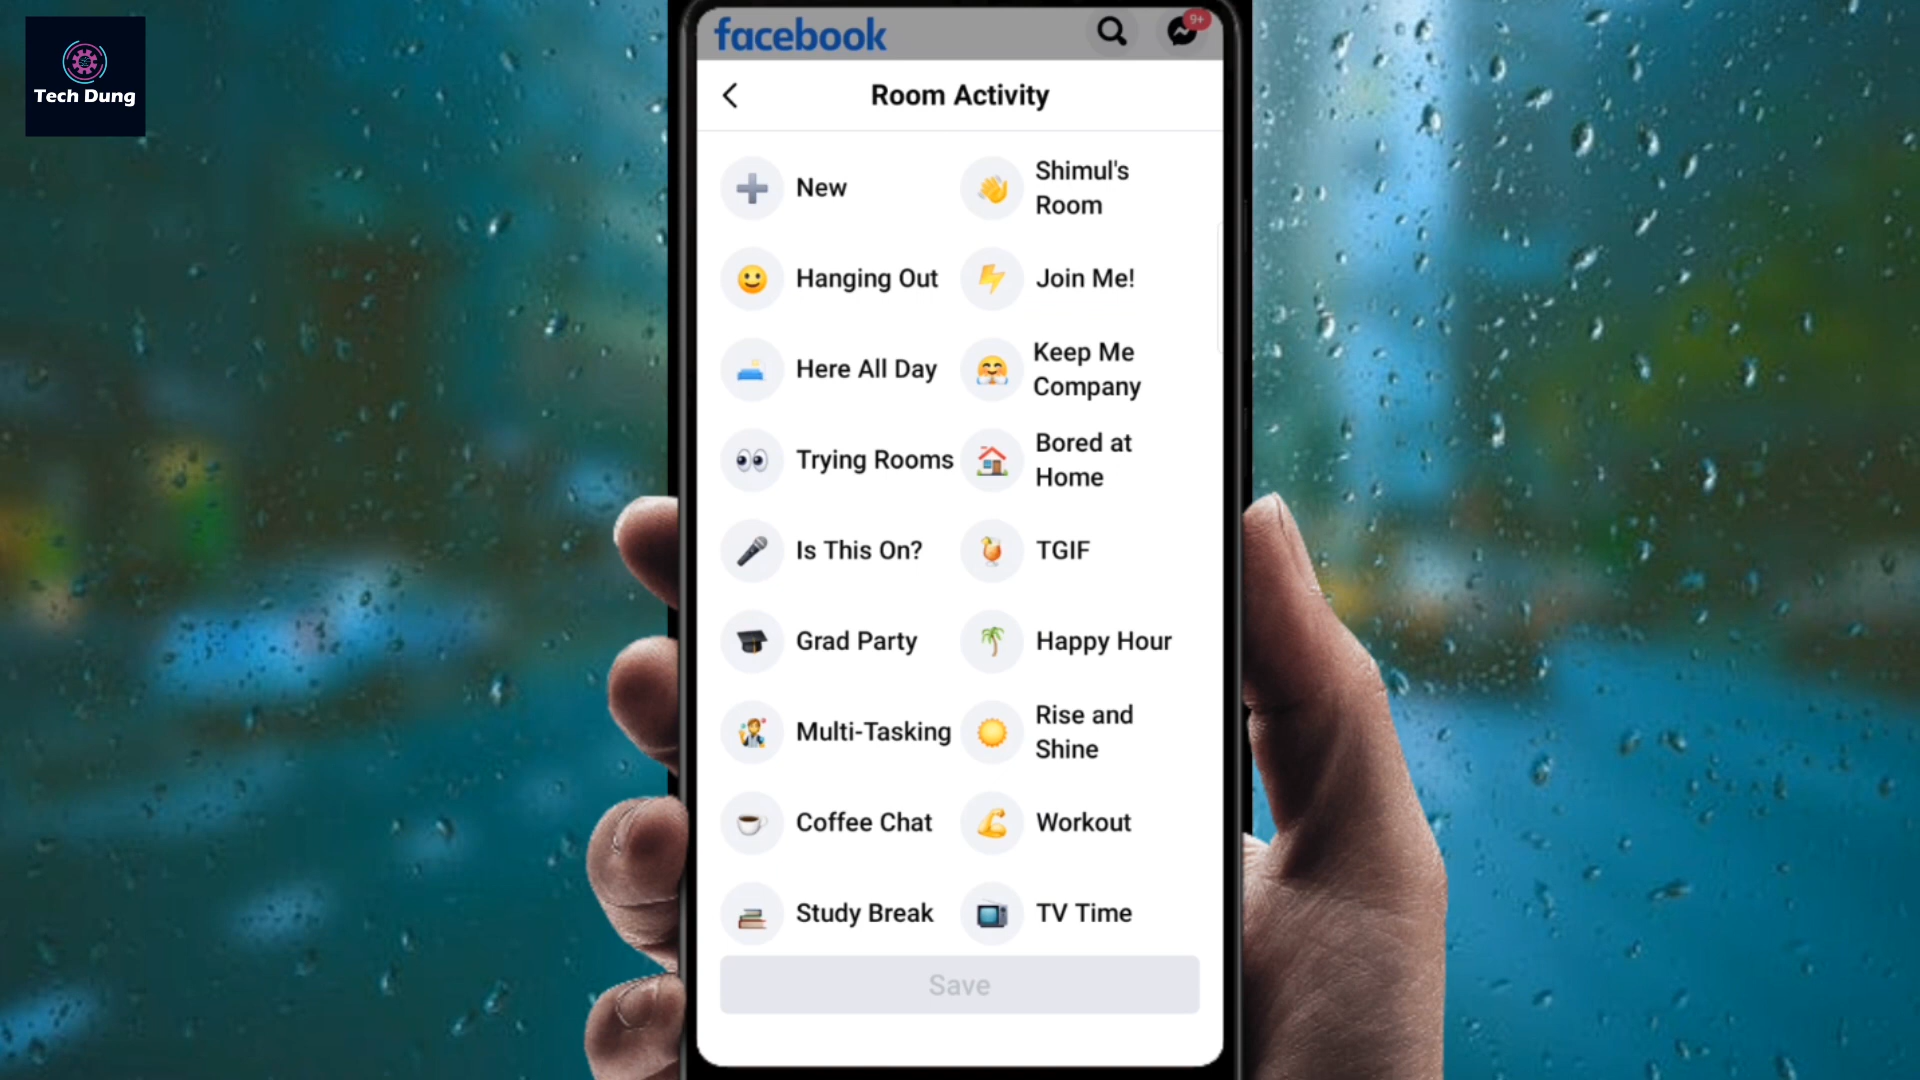 Tech Dung
facebook
9+
Room Activity
New
Shimul's
Room
Hanging Out
Join Me!
Here All Day
Keep Me
Company
Trying Rooms
Bored at
Home
Is This On?
TGIF
Grad Party
Happy Hour
Multi-Tasking
Rise and
Shine
Coffee Chat
Workout
Study Break
TV Time
Save